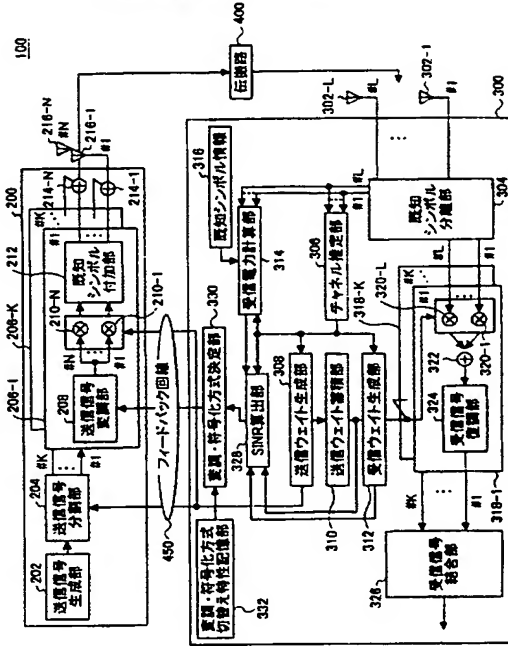 100
200
206-K
206-1
202
送信信号
生成部
204
送信信号
分割部
#K
#1
208
送信信号
変調部
#N
#1
210-N
210-1
212
既知
シンボル
付加部
#K
#1
214-N
214-1
216-N
#N
216-1
#1
400
伝搬路
450
フィードバック回線
300
302-L
#L
302-1
#1
304
既知
シンボル
分離部
#L
#1
306
チャネル推定部
308
送信ウェイト生成部
310
送信ウェイト蓄積部
312
受信ウェイト生成部
314
受信電力計算部
316
既知シンボル情報
#L
#1
318-K
318-1
#K
#1
320-L
320-1
322
324
受信信号
復調部
#K
#1
326
受信信号
結合部
328
SINR算出部
330
変調・符号化方式決定部
332
変調・符号化方式
切替え特性記憶部